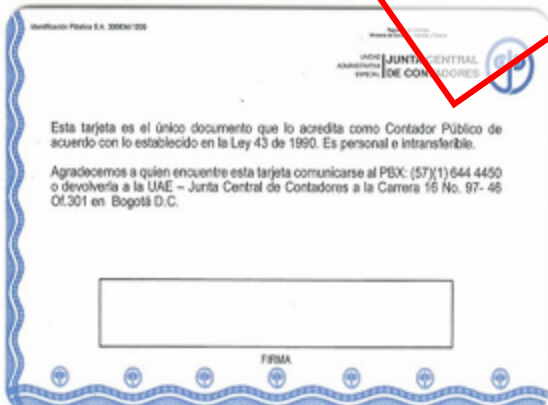 UNIDAD
ADMINISTRATIVA
ESPECIAL
JUNTA CENTRAL
DE CONTADORES
Esta tarjeta es el único documento que lo acredita como Contador Público de
acuerdo con lo establecido en la Ley 43 de 1990. Es personal e intransferible.
Agradecemos a quien encuentre esta tarjeta comunicarse al PBX: (57)(1) 644 4450
o devolverla a la UAE – Junta Central de Contadores a la Carrera 16 No. 97- 46
Of.301 en Bogotá D.C.
FIRMA